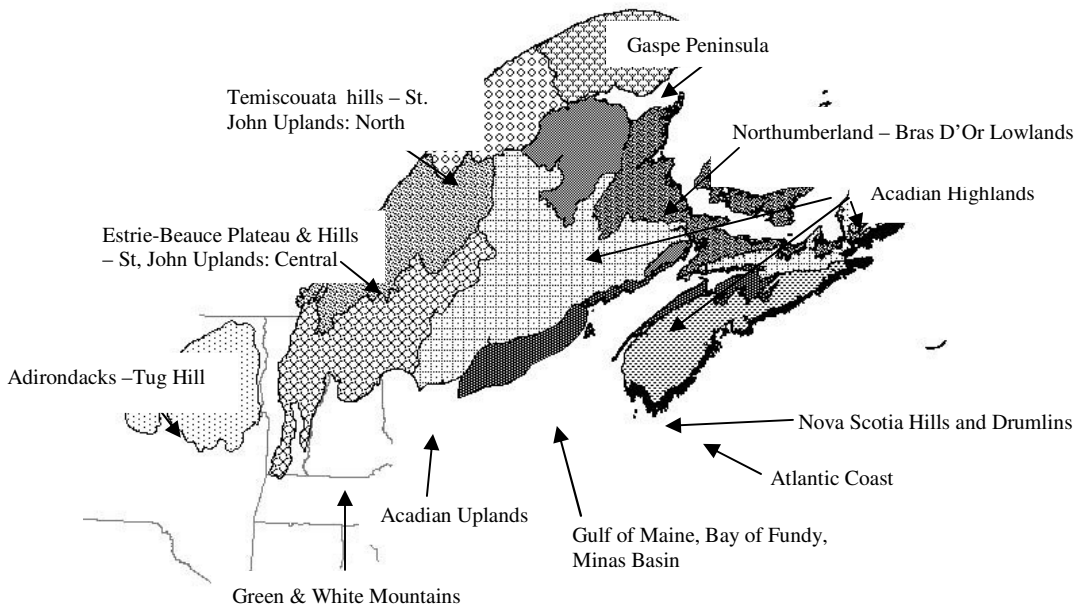 Gaspe Peninsula
Temiscouata hills – St.
John Uplands: North
Northumberland – Bras D'Or Lowlands
Acadian Highlands
Estrie-Beauce Plateau & Hills
– St, John Uplands: Central
Adirondacks –Tug Hill
Nova Scotia Hills and Drumlins
Atlantic Coast
Acadian Uplands
Gulf of Maine, Bay of Fundy,
Minas Basin
Green & White Mountains